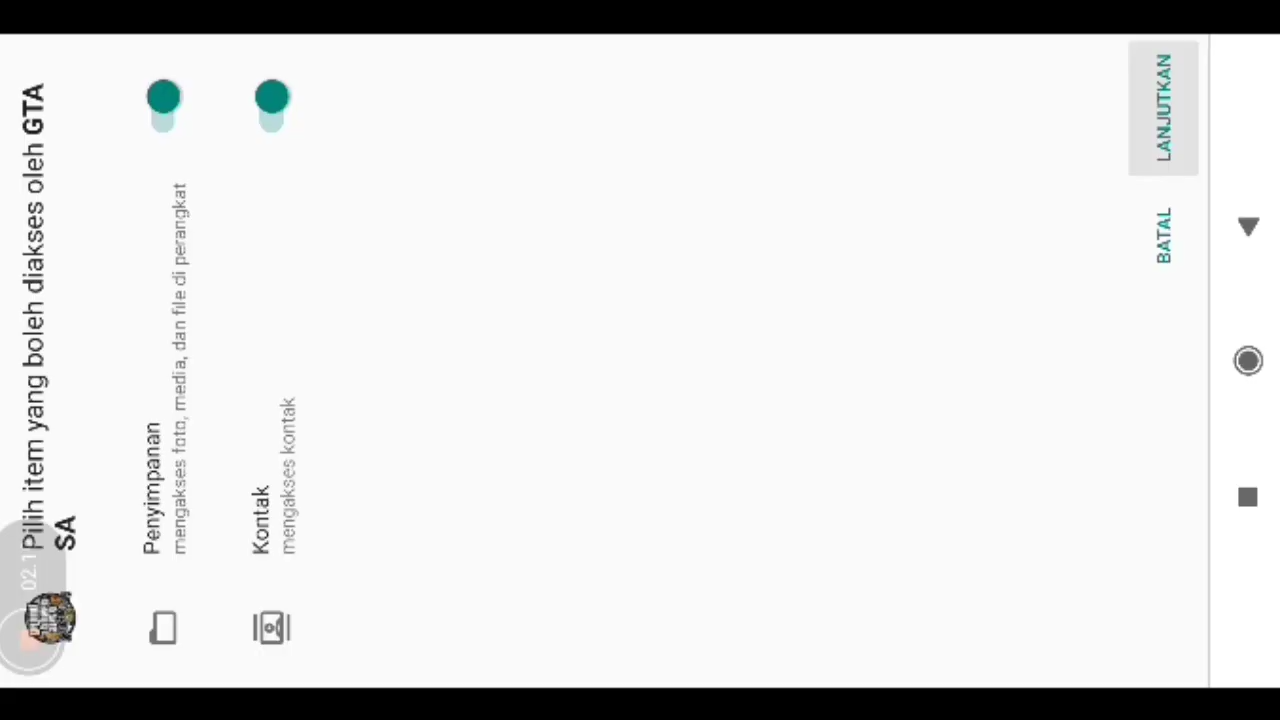 Pilih item yang boleh diakses oleh GTA
SA
Penyimpanan
mengakses foto, media, dan file di perangkat
Kontak
mengakses kontak
BATAL
LANJUTKAN